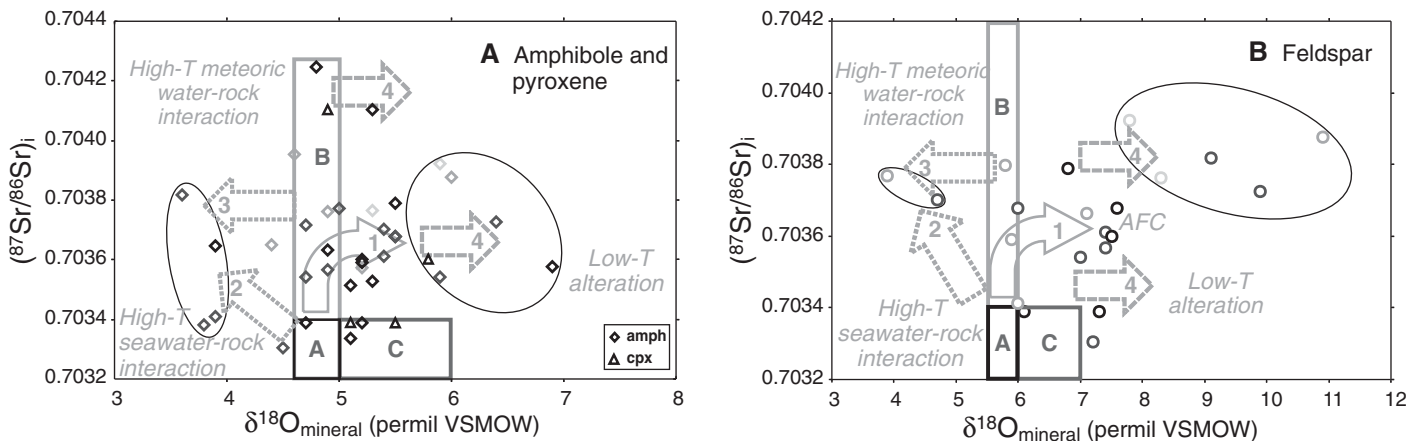 A Amphibole and
pyroxene
0.7044
0.7042
0.7040
0.7038
0.7036
0.7034
0.7032
(⁸⁷Sr/⁸⁶Sr)i
High-T meteoric
water-rock
interaction
4
B
3
1
4
2
Low-T
alteration
High-T
seawater-rock
interaction
A
C
amph
cpx
3 4 5 6 7 8
δ¹⁸Omineral (permil VSMOW)
B Feldspar
0.7042
0.7040
0.7038
0.7036
0.7034
0.7032
(⁸⁷Sr/⁸⁶Sr)i
High-T meteoric
water-rock
interaction
B
4
3
2
1
AFC
4
Low-T
alteration
High-T
seawater-rock
interaction
A
C
3 4 5 6 7 8 9 10 11 12
δ¹⁸Omineral (permil VSMOW)